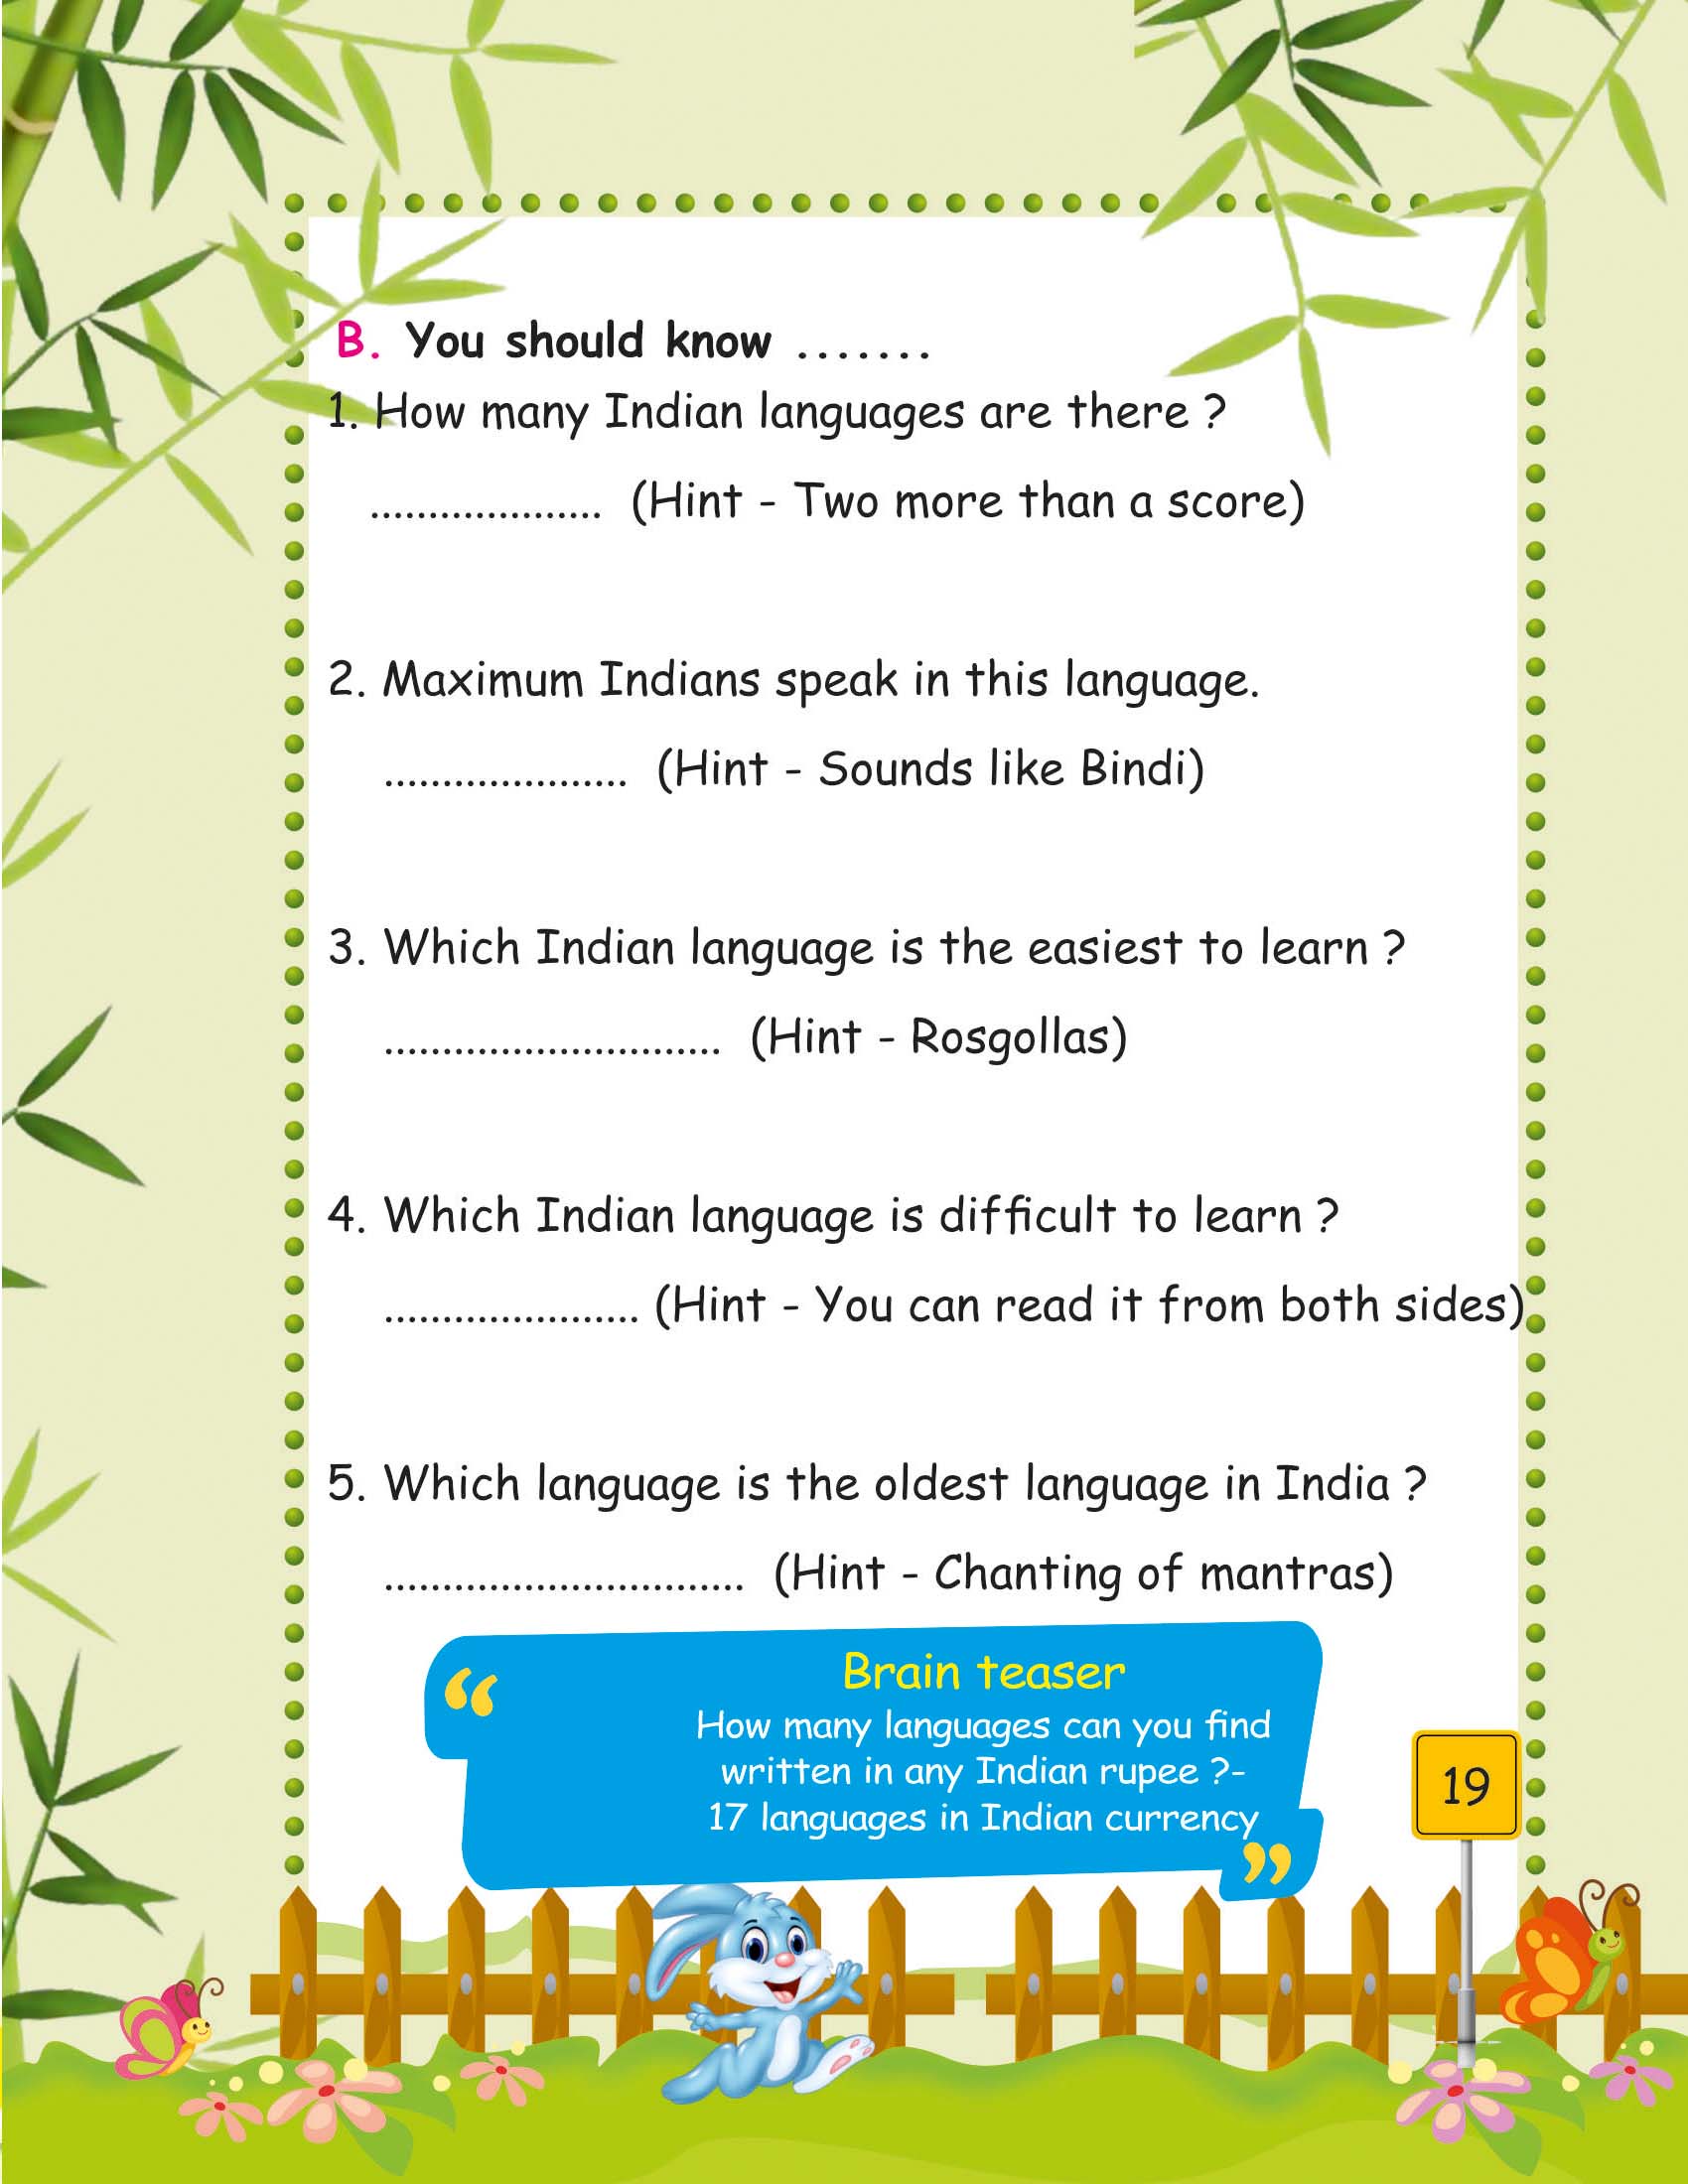 B. You should know .......
1. How many Indian languages are there ?
.................... (Hint - Two more than a score)
2. Maximum Indians speak in this language.
..................... (Hint - Sounds like Bindi)
3. Which Indian language is the easiest to learn ?
............................. (Hint - Rosgollas)
4. Which Indian language is difficult to learn ?
...................... (Hint - You can read it from both sides)
5. Which language is the oldest language in India ?
............................... (Hint - Chanting of mantras)
“
Brain teaser
How many languages can you find
written in any Indian rupee ?-
17 languages in Indian currency
”
19